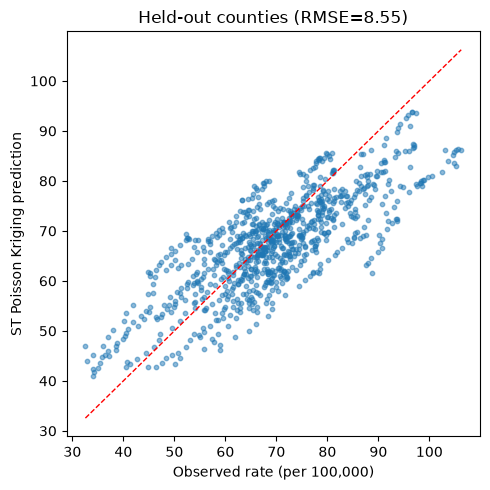 Held-out counties (RMSE=8.55)
ST Poisson Kriging prediction
100
90
80
70
60
50
40
30
30 40 50 60 70 80 90 100
Observed rate (per 100,000)